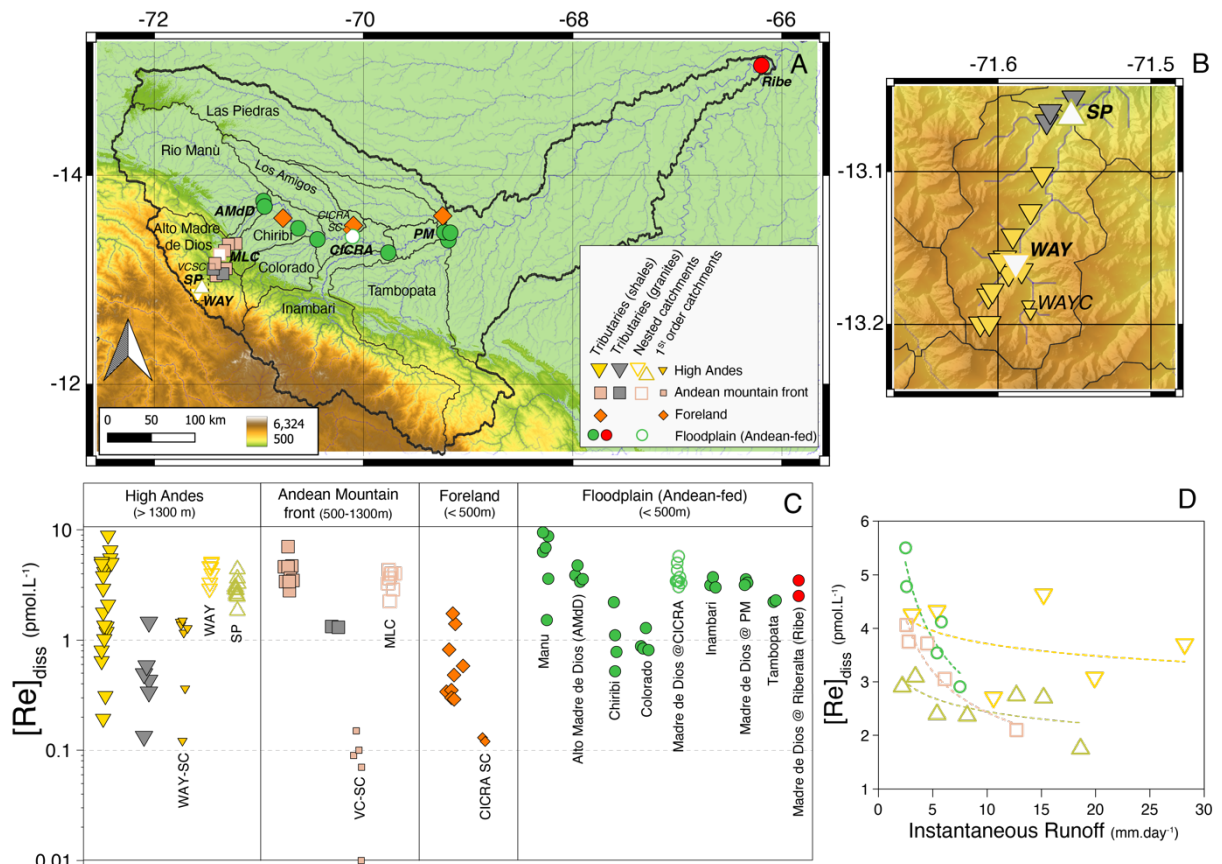 -72
-70
-68
-66
A
Ribe
Las Piedras
Rio Manù
Los Amigos
-14
AMdD
CICRA
SC
Alto Madre
de Dios
Chiribi
PM
MLC
CICRA
VCSC
Colorado
SP
Tambopata
WAY
Inambari
-12
0 50 100 km
6,324
500
Tributaries (shales)
Tributaries (granites)
Nested catchments
1st order catchments
High Andes
Andean mountain front
Foreland
Floodplain (Andean-fed)
B
-71.6
-71.5
SP
-13.1
WAY
WAYC
-13.2
C
High Andes
(> 1300 m)
Andean Mountain
front (500-1300m)
Foreland
(< 500m)
Floodplain (Andean-fed)
(< 500m)
[Re]diss (pmol.L-1)
10
1
0.1
0.01
WAY-SC
WAY
SP
VC-SC
MLC
CICRA SC
Manu
Alto Madre de Dios (AMdD)
Chiribi
Colorado
Madre de Dios @CICRA
Inambari
Madre de Dios @ PM
Tambopata
Madre de Dios @ Riberalta (Ribe)
D
[Re]diss (pmol.L-1)
6
5
4
3
2
1
0 5 10 15 20 25 30
Instantaneous Runoff (mm.day-1)